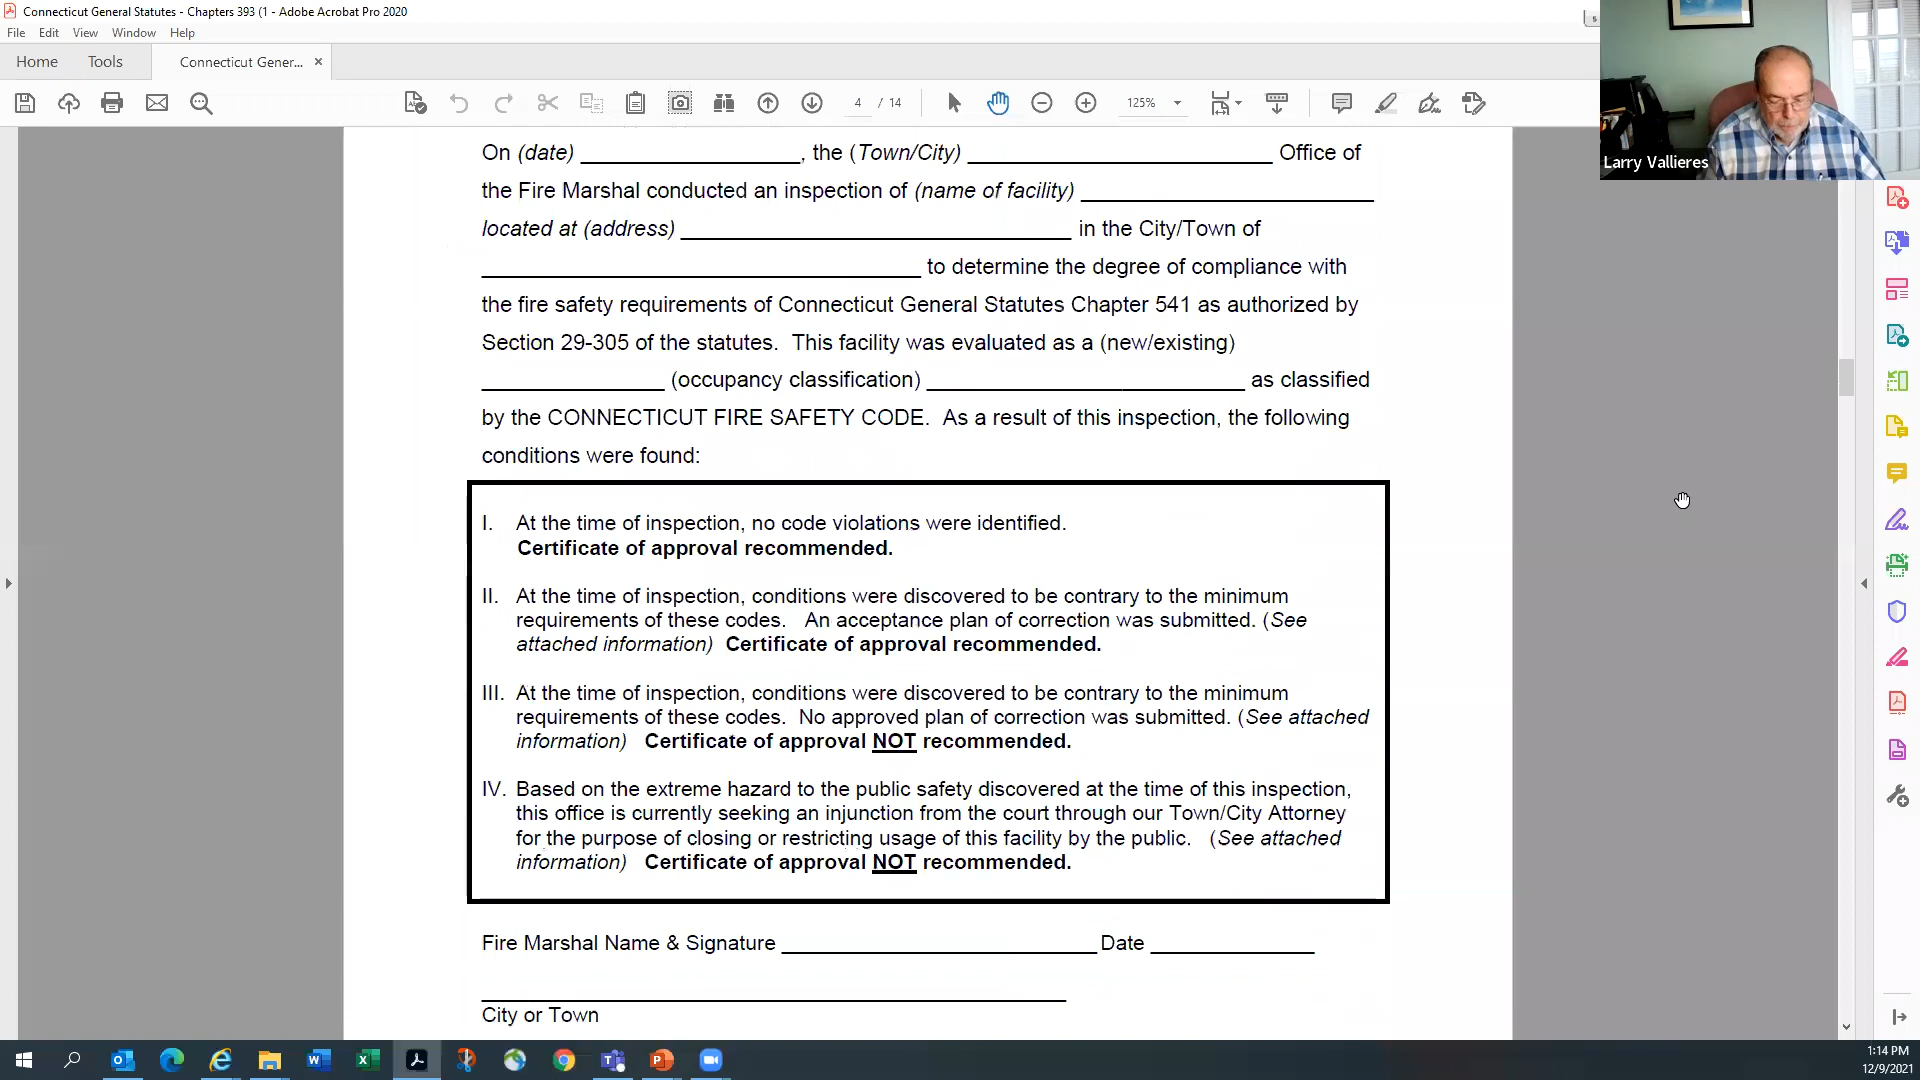 Connecticut General Statutes - Chapters 393 (1 - Adobe Acrobat Pro 2020
File Edit View Window Help
Home Tools Connecticut Gener... ×
4 / 14 125%
Larry Vallieres
On (date) __________________, the (Town/City) _________________________ Office of
the Fire Marshal conducted an inspection of (name of facility) ________________________
located at (address) ________________________________ in the City/Town of
____________________________________ to determine the degree of compliance with
the fire safety requirements of Connecticut General Statutes Chapter 541 as authorized by
Section 29-305 of the statutes. This facility was evaluated as a (new/existing)
_______________ (occupancy classification) __________________________ as classified
by the CONNECTICUT FIRE SAFETY CODE. As a result of this inspection, the following
conditions were found:
I. At the time of inspection, no code violations were identified.
Certificate of approval recommended.
II. At the time of inspection, conditions were discovered to be contrary to the minimum
requirements of these codes. An acceptance plan of correction was submitted. (See
attached information) Certificate of approval recommended.
III. At the time of inspection, conditions were discovered to be contrary to the minimum
requirements of these codes. No approved plan of correction was submitted. (See attached
information) Certificate of approval NOT recommended.
IV. Based on the extreme hazard to the public safety discovered at the time of this inspection,
this office is currently seeking an injunction from the court through our Town/City Attorney
for the purpose of closing or restricting usage of this facility by the public. (See attached
information) Certificate of approval NOT recommended.
Fire Marshal Name & Signature __________________________ Date _____________
________________________________________________
City or Town
1:14 PM
12/9/2021